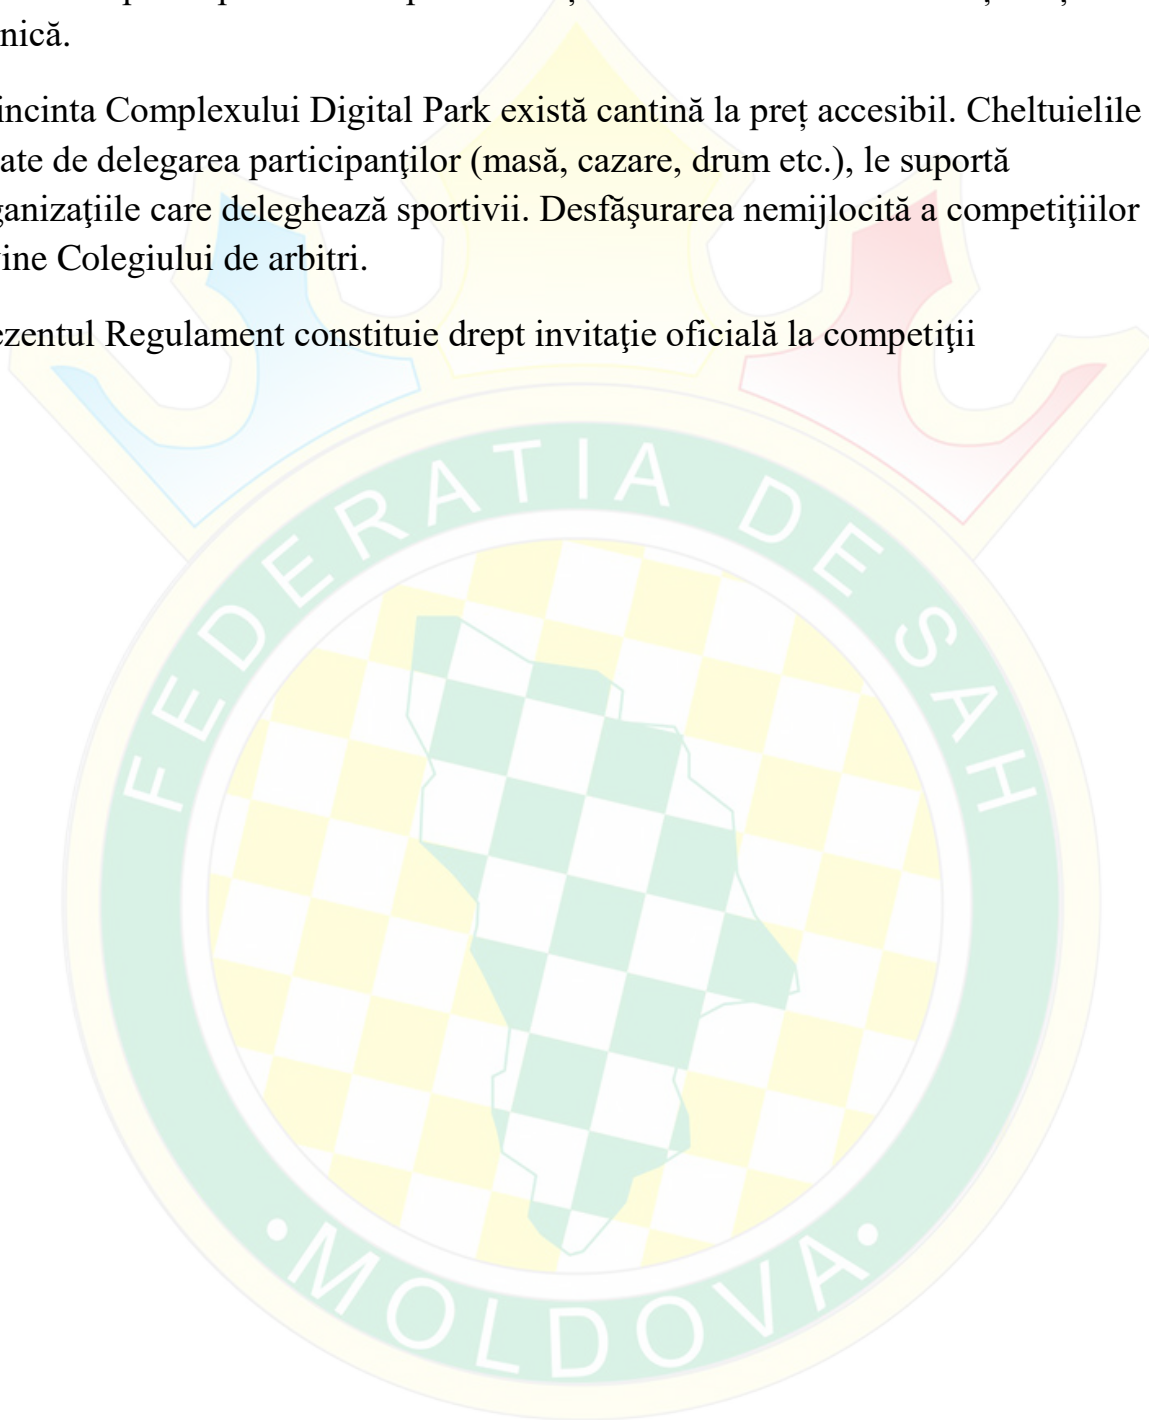 nică.
incinta Complexului Digital Park există cantină la preț accesibil. Cheltuielile
ate de delegarea participanţilor (masă, cazare, drum etc.), le suportă
ganizaţiile care deleghează sportivii. Desfăşurarea nemijlocită a competiţiilor
ine Colegiului de arbitri.
ezentul Regulament constituie drept invitaţie oficială la competiţii
FEDERATIA DE SAH
•MOLDOVA•